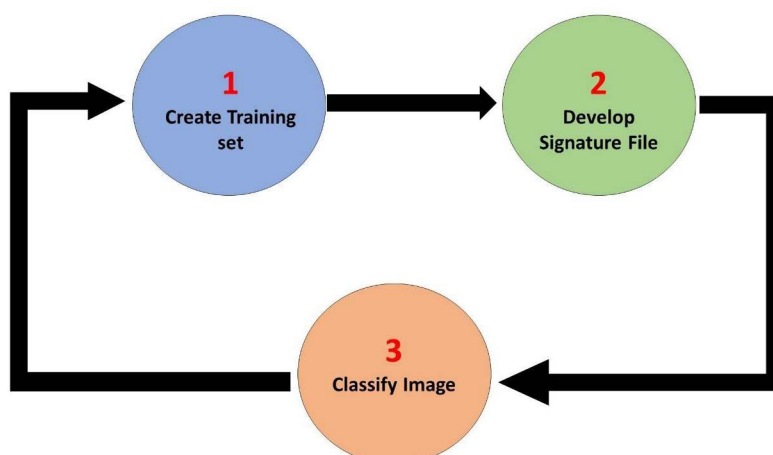 1
Create Training
set
2
Develop
Signature File
3
Classify Image